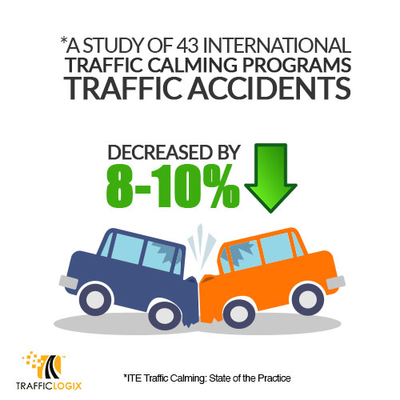 *A STUDY OF 43 INTERNATIONAL
TRAFFIC CALMING PROGRAMS
TRAFFIC ACCIDENTS
DECREASED BY
8-10%
TRAFFICLOGIX
*ITE Traffic Calming: State of the Practice